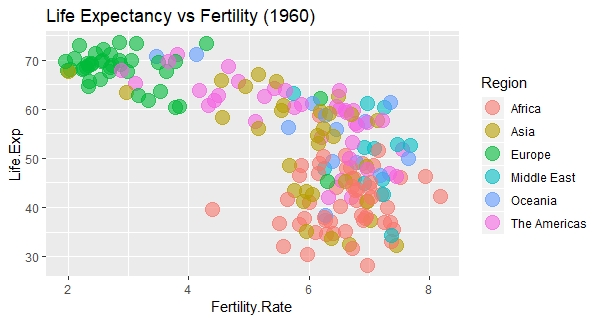 Life Expectancy vs Fertility (1960)
Life.Exp
70
60
50
40
30
2
4
6
8
Fertility.Rate
Region
Africa
Asia
Europe
Middle East
Oceania
The Americas